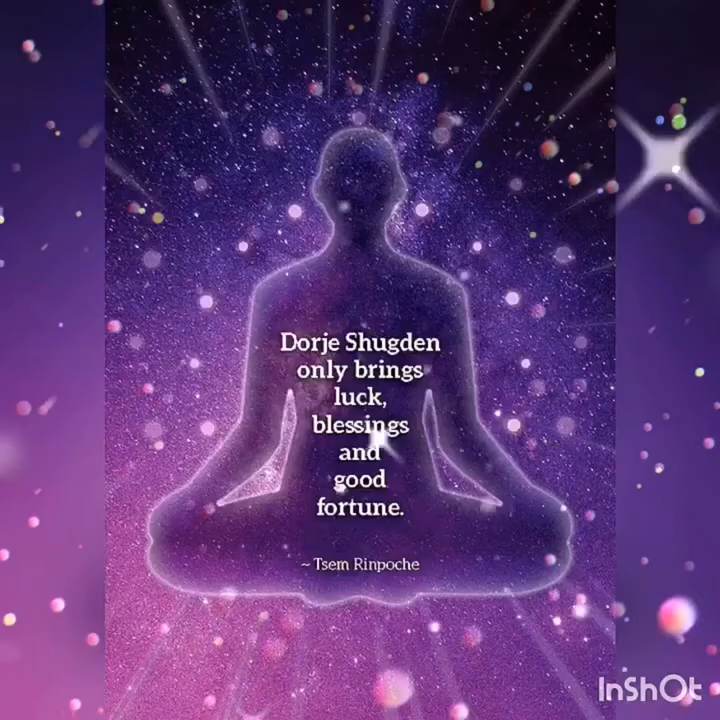 Dorje Shugden
only brings
luck,
blessings
and
good
fortune.
~ Tsem Rinpoche
InShOt